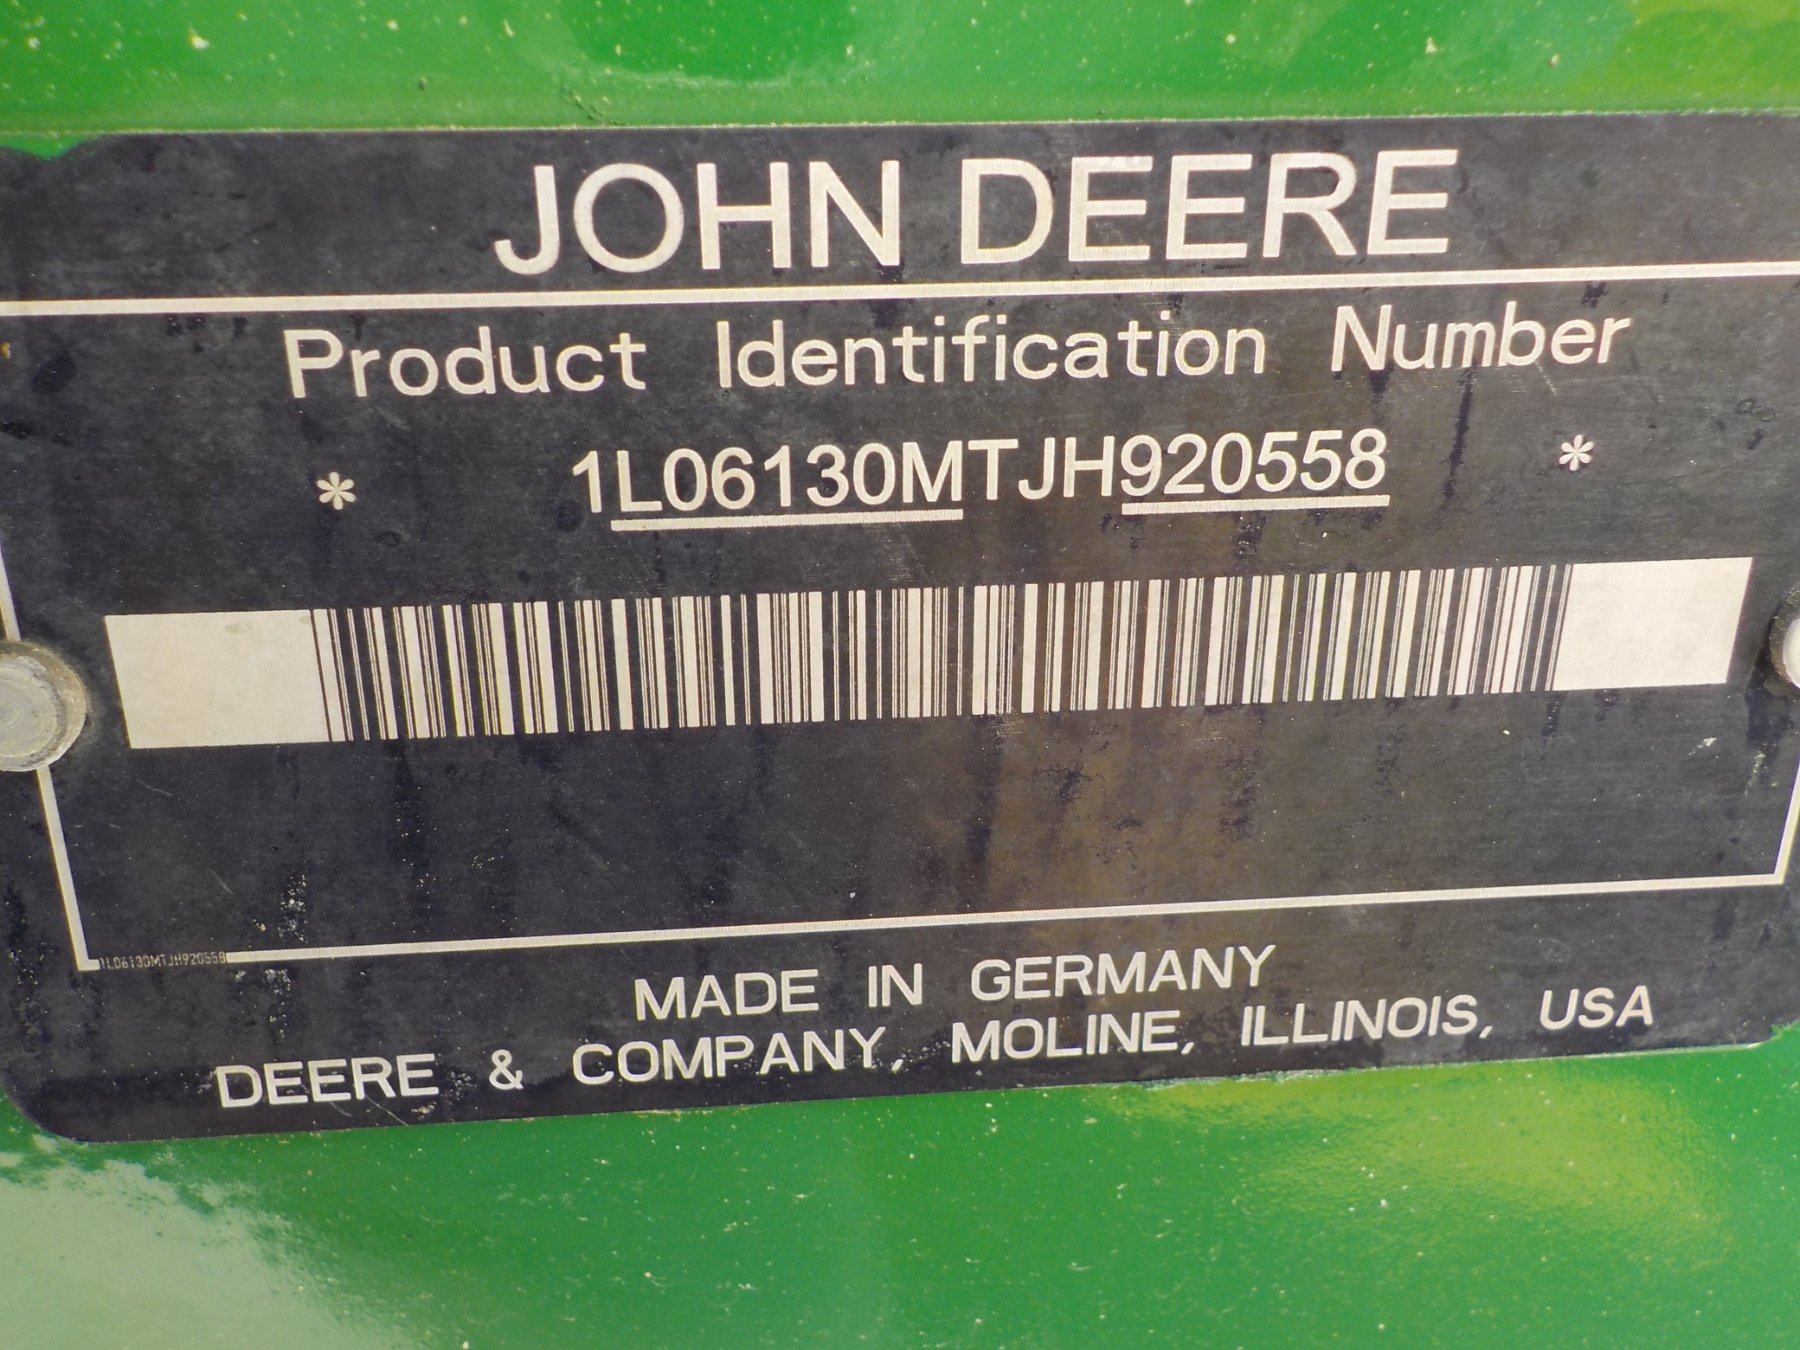 JOHN DEERE
Product Identification Number
* 1L06130MTJH920558 *
1L06130MTJH920558
MADE IN GERMANY
DEERE & COMPANY, MOLINE, ILLINOIS, USA